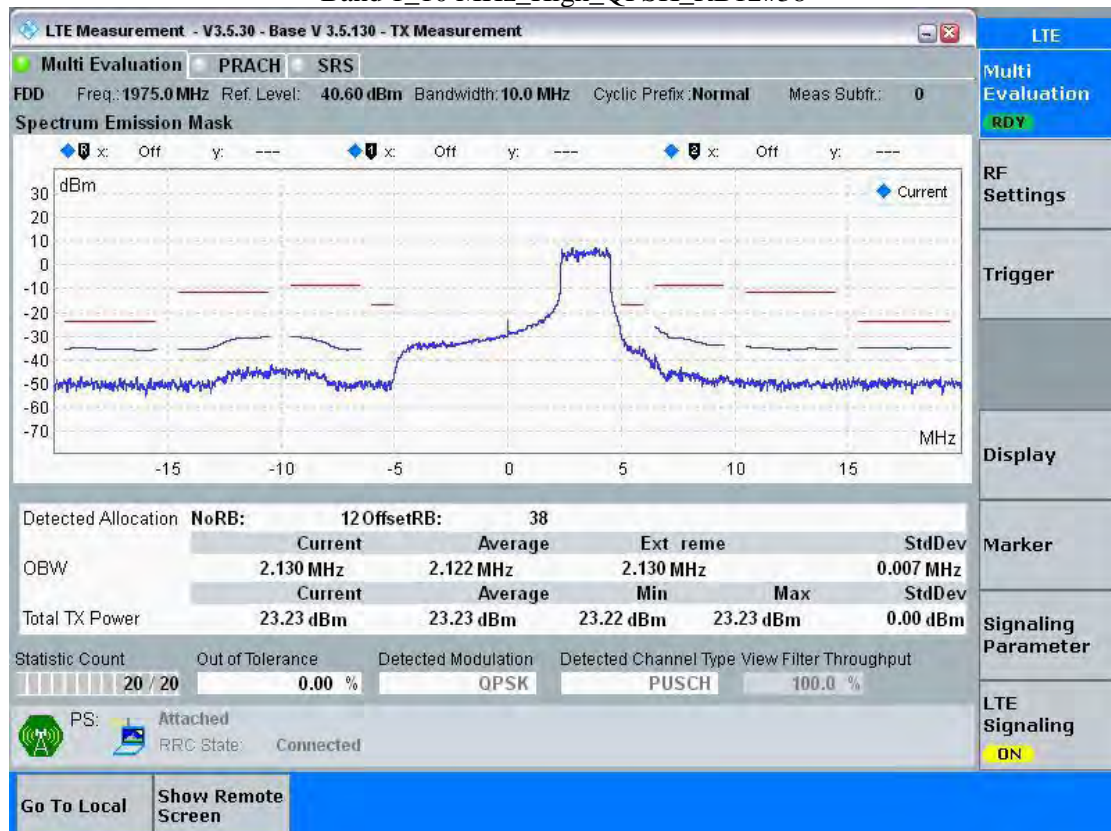 LTE Measurement - V3.5.30 - Base V 3.5.130 - TX Measurement
LTE
Multi Evaluation PRACH SRS
Multi Evaluation
RDY
FDD Freq.: 1975.0 MHz Ref. Level: 40.60 dBm Bandwidth: 10.0 MHz Cyclic Prefix : Normal Meas Subfr.: 0
Spectrum Emission Mask
R x: Off y: --- 1 x: Off y: --- 2 x: Off y: ---
dBm
Current
30
20
10
0
-10
-20
-30
-40
-50
-60
-70
MHz
-15 -10 -5 0 5 10 15
RF
Settings
Trigger
Display
Marker
Signaling
Parameter
LTE
Signaling
ON
Detected Allocation NoRB: 12 OffsetRB: 38
Current Average Ext reme StdDev
OBW 2.130 MHz 2.122 MHz 2.130 MHz 0.007 MHz
Current Average Min Max StdDev
Total TX Power 23.23 dBm 23.23 dBm 23.22 dBm 23.23 dBm 0.00 dBm
Statistic Count Out of Tolerance Detected Modulation Detected Channel Type View Filter Throughput
20 / 20 0.00 % QPSK PUSCH 100.0 %
PS: Attached
RRC State: Connected
Go To Local
Show Remote
Screen